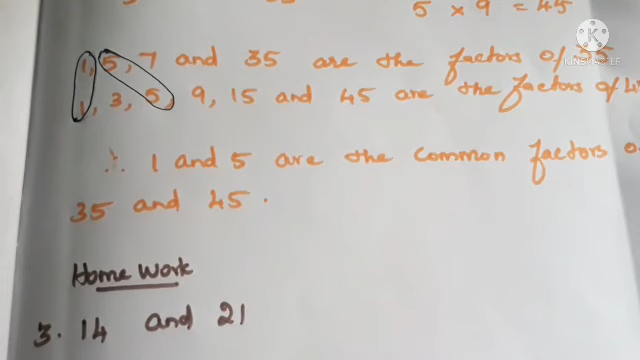 5 × 9 = 45
1, 5, 7 and 35 are the factors of 35
1, 3, 5, 9, 15 and 45 are the factors of
∴ 1 and 5 are the common factors
35 and 45.
Home Work
3. 14 and 21